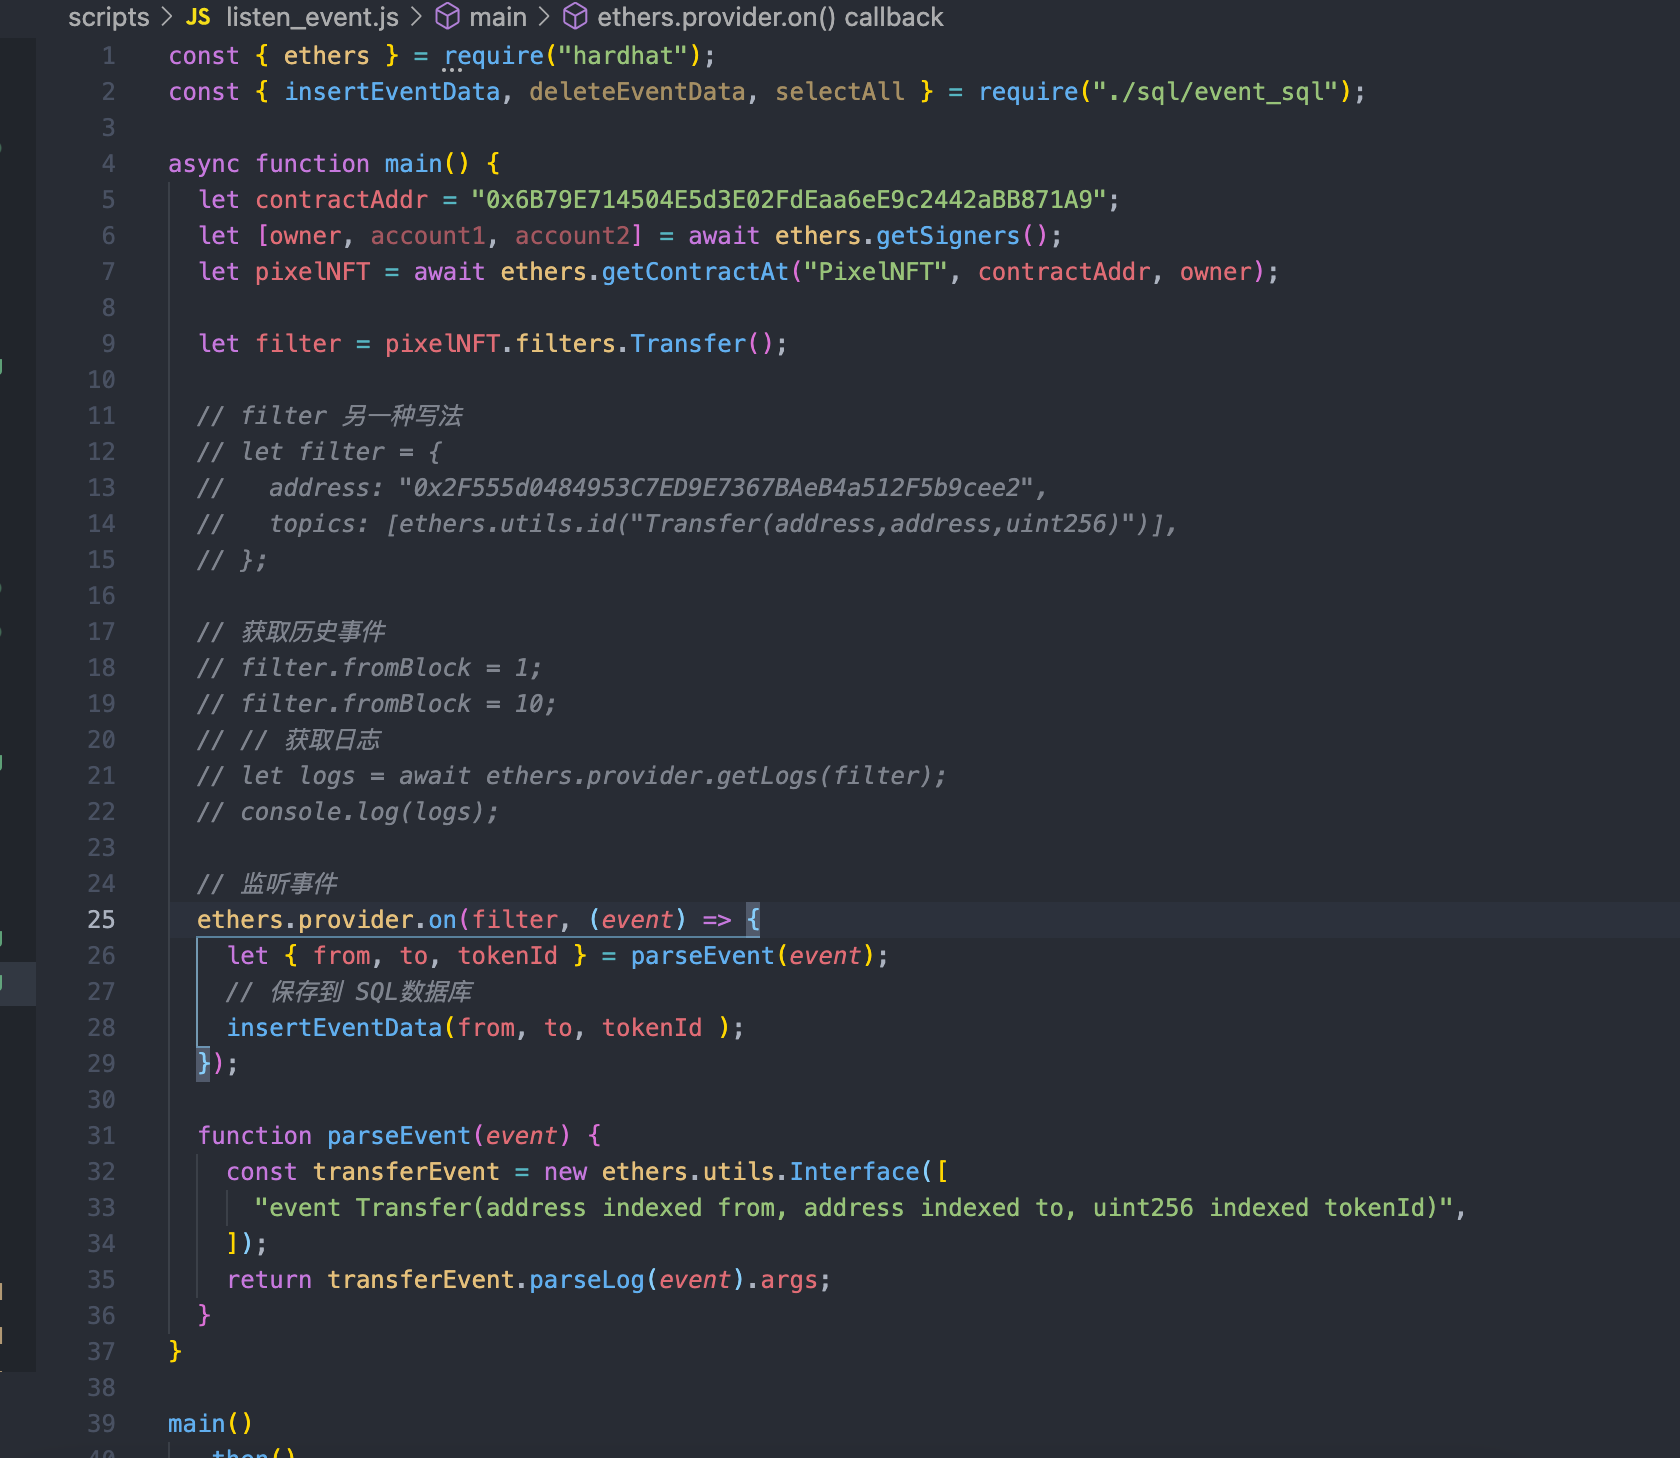 scripts > JS listen_event.js > main > ethers.provider.on() callback
1 const { ethers } = require("hardhat");
2 const { insertEventData, deleteEventData, selectAll } = require("./sql/event_sql");
3
4 async function main() {
5 let contractAddr = "0x6B79E714504E5d3E02FdEaa6eE9c2442aBB871A9";
6 let [owner, account1, account2] = await ethers.getSigners();
7 let pixelNFT = await ethers.getContractAt("PixelNFT", contractAddr, owner);
8
9 let filter = pixelNFT.filters.Transfer();
10
11 // filter 另一种写法
12 // let filter = {
13 //   address: "0x2F555d0484953C7ED9E7367BAeB4a512F5b9cee2",
14 //   topics: [ethers.utils.id("Transfer(address,address,uint256)")],
15 // };
16
17 // 获取历史事件
18 // filter.fromBlock = 1;
19 // filter.fromBlock = 10;
20 // // 获取日志
21 // let logs = await ethers.provider.getLogs(filter);
22 // console.log(logs);
23
24 // 监听事件
25 ethers.provider.on(filter, (event) => {
26 let { from, to, tokenId } = parseEvent(event);
27 // 保存到 SQL数据库
28 insertEventData(from, to, tokenId );
29 });
30
31 function parseEvent(event) {
32 const transferEvent = new ethers.utils.Interface([
33 "event Transfer(address indexed from, address indexed to, uint256 indexed tokenId)",
34 ]);
35 return transferEvent.parseLog(event).args;
36 }
37 }
38
39 main()
40 .then()